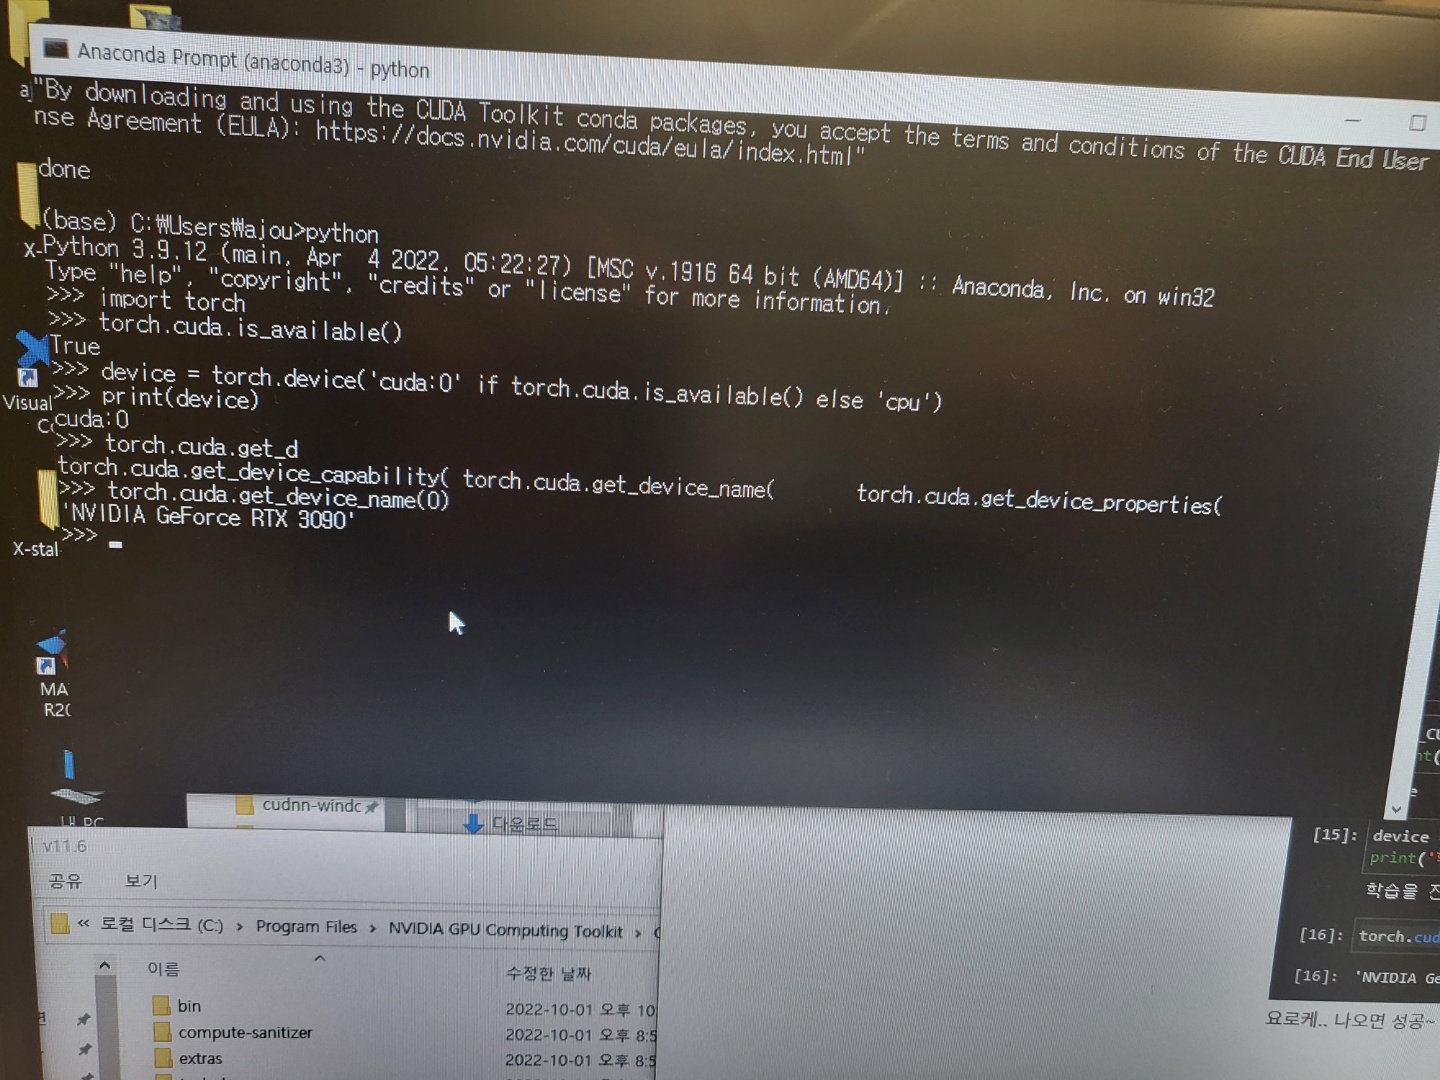 Anaconda Prompt (anaconda3) - python
"By downloading and using the CUDA Toolkit conda packages, you accept the terms and conditions of the CUDA End User
nse Agreement (EULA): https://docs.nvidia.com/cuda/eula/index.html"
done
(base) C:₩Users₩ajou>python
Python 3.9.12 (main, Apr  4 2022, 05:22:27) [MSC v.1916 64 bit (AMD64)] :: Anaconda, Inc. on win32
Type "help", "copyright", "credits" or "license" for more information.
>>> import torch
>>> torch.cuda.is_available()
True
>>> device = torch.device('cuda:0' if torch.cuda.is_available() else 'cpu')
>>> print(device)
cuda:0
>>> torch.cuda.get_d
torch.cuda.get_device_capability( torch.cuda.get_device_name( torch.cuda.get_device_properties(
>>> torch.cuda.get_device_name(0)
'NVIDIA GeForce RTX 3090'
>>>
Visual
X-stal
MA
R20
내 PC
cudnn-windc
다운로드
v11.6
공유 보기
« 로컬 디스크 (C:) › Program Files › NVIDIA GPU Computing Toolkit ›
이름 수정한 날짜
bin 2022-10-01 오후 10
compute-sanitizer 2022-10-01 오후 8:5
extras 2022-10-01 오후 8:5
[15]: device
print('
학습을
[16]: torch.cud
[16]: 'NVIDIA Ge
요로케.. 나오면 성공~